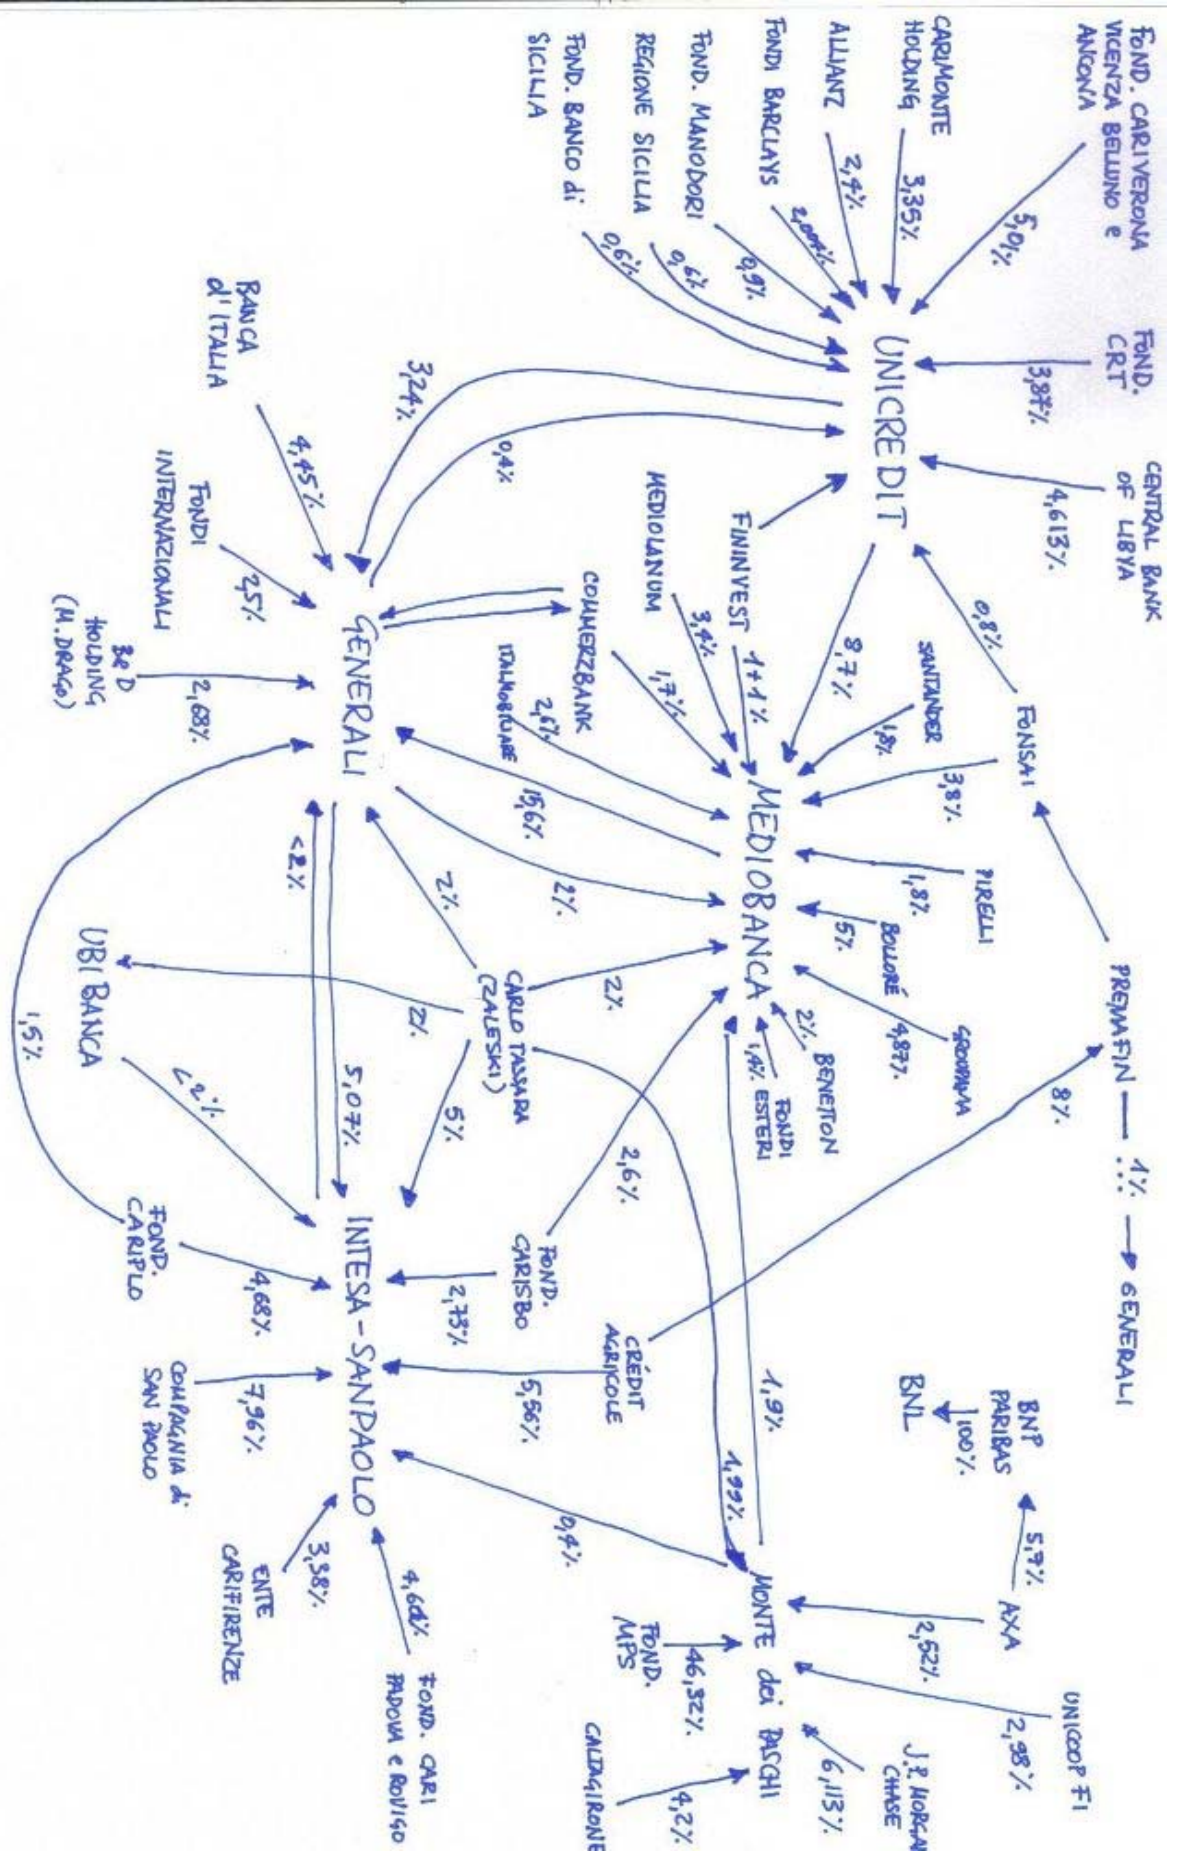 FOND. CARIVERONA
VICENZA BELLUNO e
ANCONA
5,01%
FOND.
CRT
3,87%
CENTRAL BANK
OF LIBYA
4,613%
CARIMONTE
HOLDING
3,35%
ALLIANZ
2,4%
FONDI BARCLAYS
2,004%
FOND. MANODORI
0,9%
REGIONE SICILIA
0,6%
FOND. BANCO di
SICILIA
0,6%
UNICREDIT
PREMAFIN
1%
...
GENERALI
FONSAI
0,8%
3,8%
SANTANDER
1,8%
PIRELLI
1,8%
BOLLORÉ
5%
GROUPAMA
4,87%
BENETTON
2%
FONDI
ESTERI
1,4%
8%
8,7%
FININVEST
1+1%
MEDIOLANUM
3,4%
COMMERZBANK
1,7%
ITALMOBILIARE
2,6%
MEDIOBANCA
BNP
PARIBAS
100%
BNL
5,7%
AXA
2,52%
UNICOOP FI
2,98%
J.P. MORGAN
CHASE
6,113%
MONTE dei PASCHI
FOND.
MPS
46,32%
CALTAGIRONE
4,2%
1,9%
1,99%
0,4%
3,24%
0,4%
15,6%
2%
BANCA
d'ITALIA
4,45%
FONDI
INTERNAZIONALI
25%
B&D
HOLDING
(M. DRAGO)
2,68%
GENERALI
CARLO TASSARA
(ZALESKI)
2%
2%
2%
5%
FOND.
CARISBO
2,6%
2,73%
CRÉDIT
AGRICOLE
5,56%
<2%
5,07%
UBI BANCA
<2%
1,5%
FOND.
CARIPLO
4,68%
INTESA-SANPAOLO
COMPAGNIA di
SAN PAOLO
7,96%
ENTE
CARIFIRENZE
3,38%
FOND. CARI
PADOVA e ROVIGO